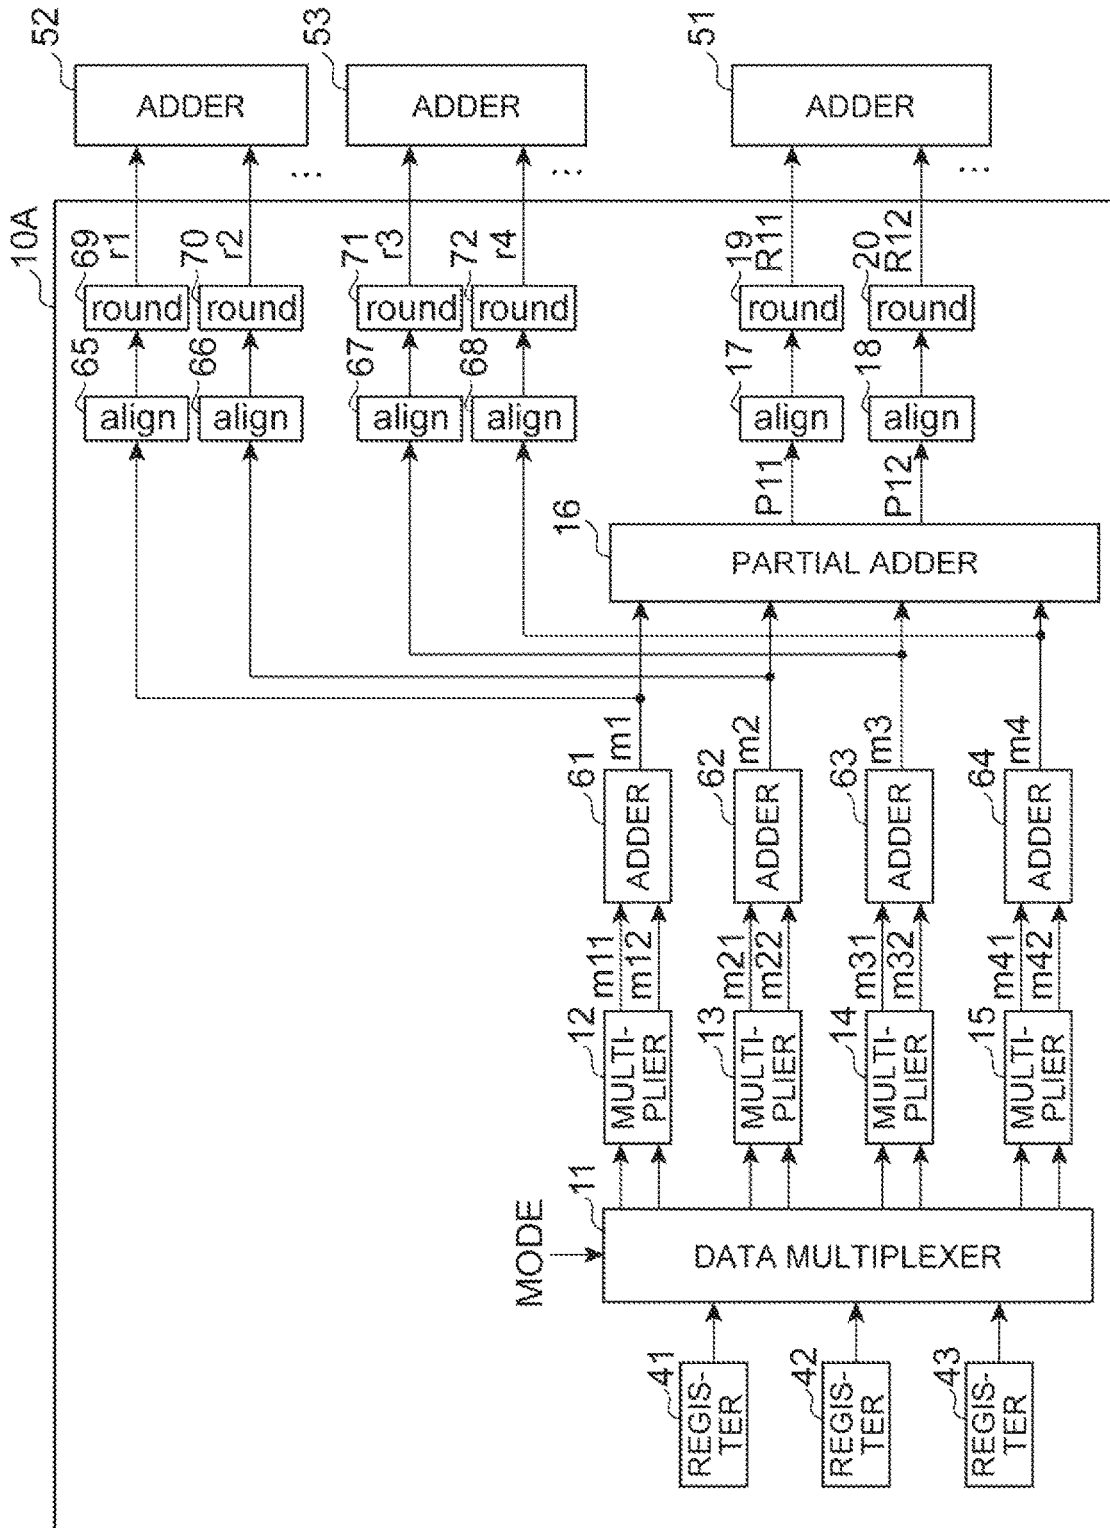 10A
52
ADDER
53
ADDER
51
ADDER
...
...
...
69
r1
70
r2
71
r3
72
r4
19
R11
20
R12
round
round
round
round
round
round
65
66
67
68
17
18
align
align
align
align
align
align
P11
P12
16
PARTIAL ADDER
61
m1
62
m2
63
m3
64
m4
ADDER
ADDER
ADDER
ADDER
m11
m12
m21
m22
m31
m32
m41
m42
12
13
14
15
MULTI-
PLIER
MULTI-
PLIER
MULTI-
PLIER
MULTI-
PLIER
MODE
11
DATA MULTIPLEXER
41
42
43
REGIS-
TER
REGIS-
TER
REGIS-
TER